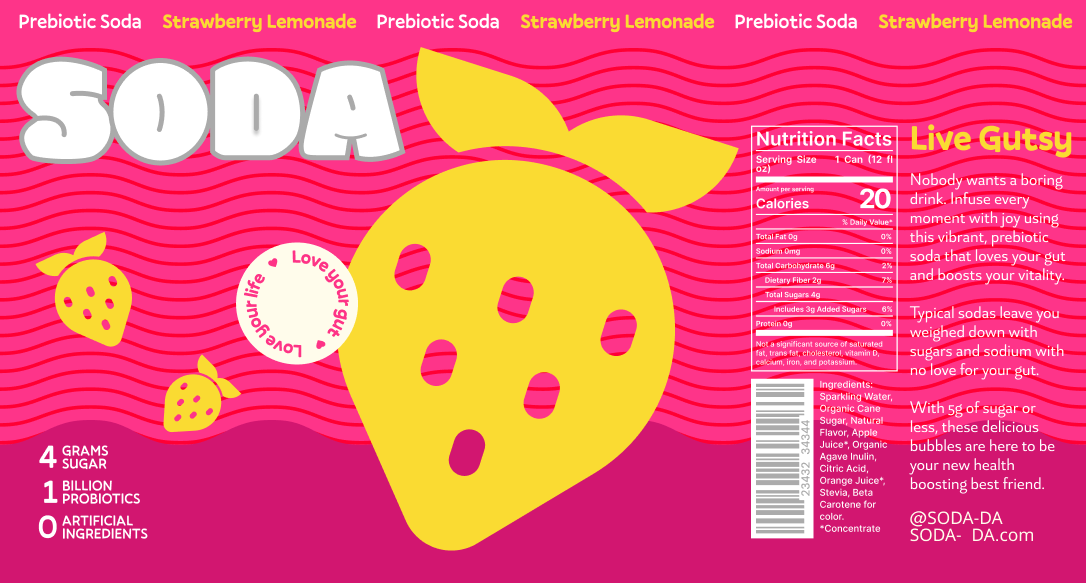 Prebiotic Soda Strawberry Lemonade Prebiotic Soda Strawberry Lemonade Prebiotic Soda Strawberry Lemonade
SODA
Love your gut
Love your life
4 GRAMS
SUGAR
1 BILLION
PROBIOTICS
0 ARTIFICIAL
INGREDIENTS
Nutrition Facts
Serving Size 1 Can (12 fl
oz)
Amount per serving
Calories 20
% Daily Value*
Total Fat 0g 0%
Sodium 0mg 0%
Total Carbohydrate 6g 2%
Dietary Fiber 2g 7%
Total Sugars 4g
Includes 3g Added Sugars 6%
Protein 0g 0%
Not a significant source of saturated
fat, trans fat, cholesterol, vitamin D,
calcium, iron, and potassium.
23432 34344
Ingredients:
Sparkling Water,
Organic Cane
Sugar, Natural
Flavor, Apple
Juice*, Organic
Agave Inulin,
Citric Acid,
Orange Juice*,
Stevia, Beta
Carotene for
color.
*Concentrate
Live Gutsy
Nobody wants a boring
drink. Infuse every
moment with joy using
this vibrant, prebiotic
soda that loves your gut
and boosts your vitality.
Typical sodas leave you
weighed down with
sugars and sodium with
no love for your gut.
With 5g of sugar or
less, these delicious
bubbles are here to be
your new health
boosting best friend.
@SODA-DA
SODA- DA.com